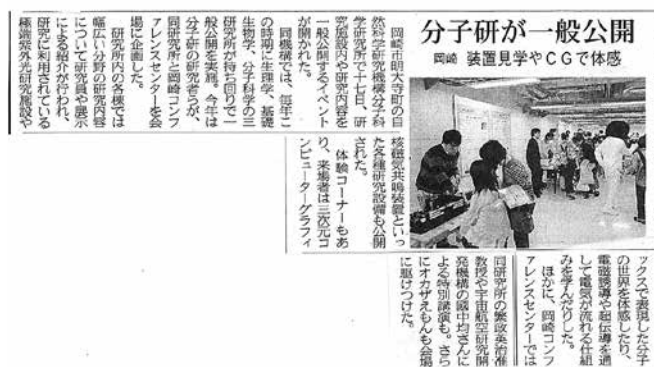 分子研が一般公開
岡崎 装置見学やCGで体感
岡崎市明大寺町の自
然科学研究機構分子科
学研究所で十七日、研
究施設内や研究内容を
一般公開するイベント
が開かれた。
同機構では、毎年こ
の時期に生理学、基礎
生物学、分子科学の三
研究所が持ち回りで一
般公開を実施。今年は
分子研の研究者らが、
同研究所と岡崎コンフ
ァレンスセンターを会
場に企画した。
研究所内の各棟では
幅広い分野の研究内容
について研究員や展示
による紹介が行われ、
研究に利用されている
極端紫外光研究施設や
核磁気共鳴装置といっ
た各種研究設備も公開
された。
体験コーナーもあ
り、来場者は三次元コ
ンピューターグラフィ
ックスで表現した分子
の世界を体感したり、
電磁誘導や超伝導を通
して電気が流れる仕組
みを学んだりした。
ほかに、岡崎コンフ
ァレンスセンターでは
同研究所の繁政英治准
教授や宇宙航空研究開
発機構の國中均さんに
よる特別講演も。さら
にオカザえもんも会場
に駆けつけた。